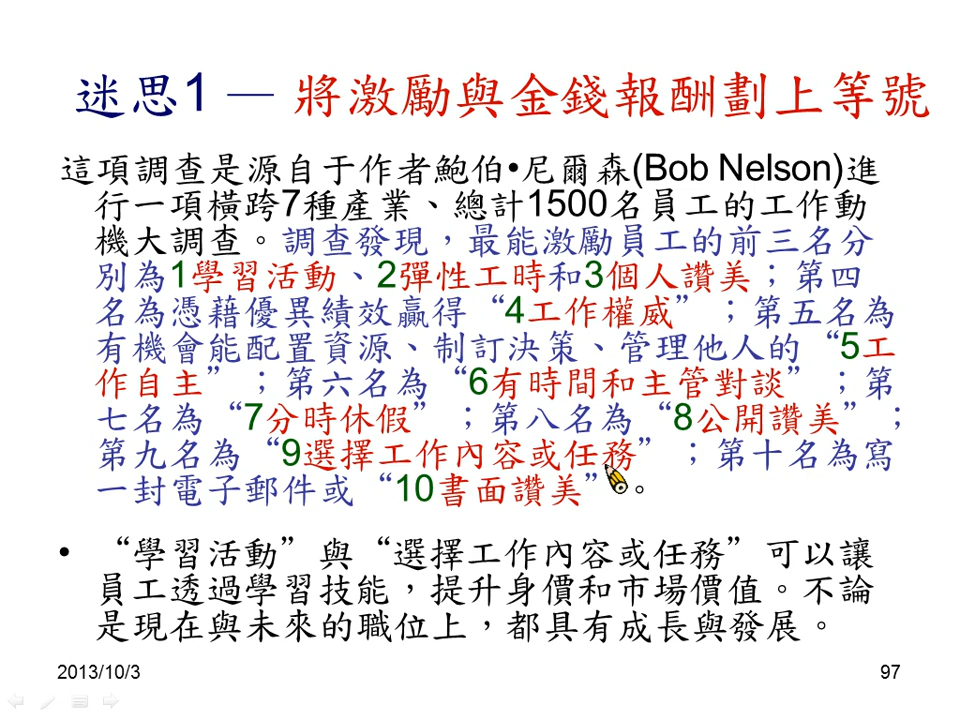 迷思1 — 將激勵與金錢報酬劃上等號
這項調查是源自于作者鮑伯•尼爾森(Bob Nelson)進
行一項橫跨7種產業、總計1500名員工的工作動
機大調查。調查發現，最能激勵員工的前三名分
別為1學習活動、2彈性工時和3個人讚美；第四
名為憑藉優異績效贏得“4工作權威”；第五名為
有機會能配置資源、制訂決策、管理他人的“5工
作自主”；第六名為“6有時間和主管對談”；第
七名為“7分時休假”；第八名為“8公開讚美”；
第九名為“9選擇工作內容或任務”；第十名為寫
一封電子郵件或“10書面讚美”。
• “學習活動”與“選擇工作內容或任務”可以讓
員工透過學習技能，提升身價和市場價值。不論
是現在與未來的職位上，都具有成長與發展。
2013/10/3
97